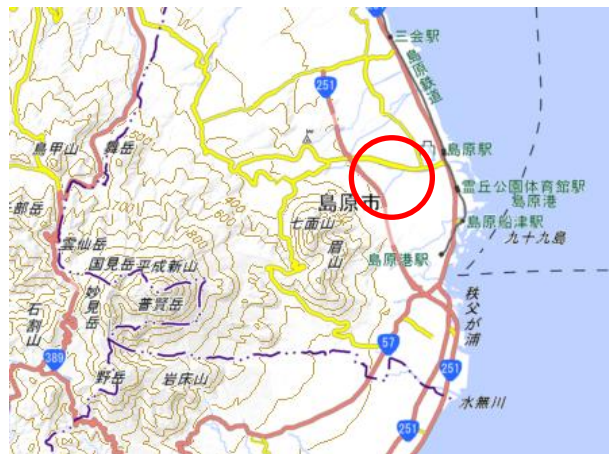 三会駅
島原鉄道
251
島原駅
霊丘公園体育館駅
島原港
島原船津駅
九十九島
島原港駅
島原市
七面山
眉山
鳥甲山
舞岳
雲仙岳
国見岳
平成新山
妙見岳
普賢岳
石割山
389
野岳
岩床山
57
251
秩父が浦
水無川
251